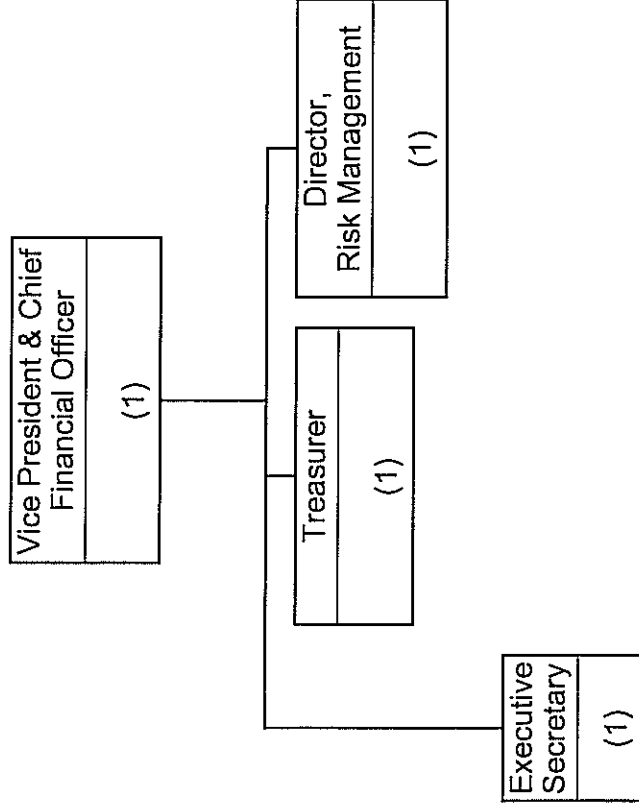 Vice President & Chief
Financial Officer
(1)
Treasurer
(1)
Director,
Risk Management
(1)
Executive
Secretary
(1)